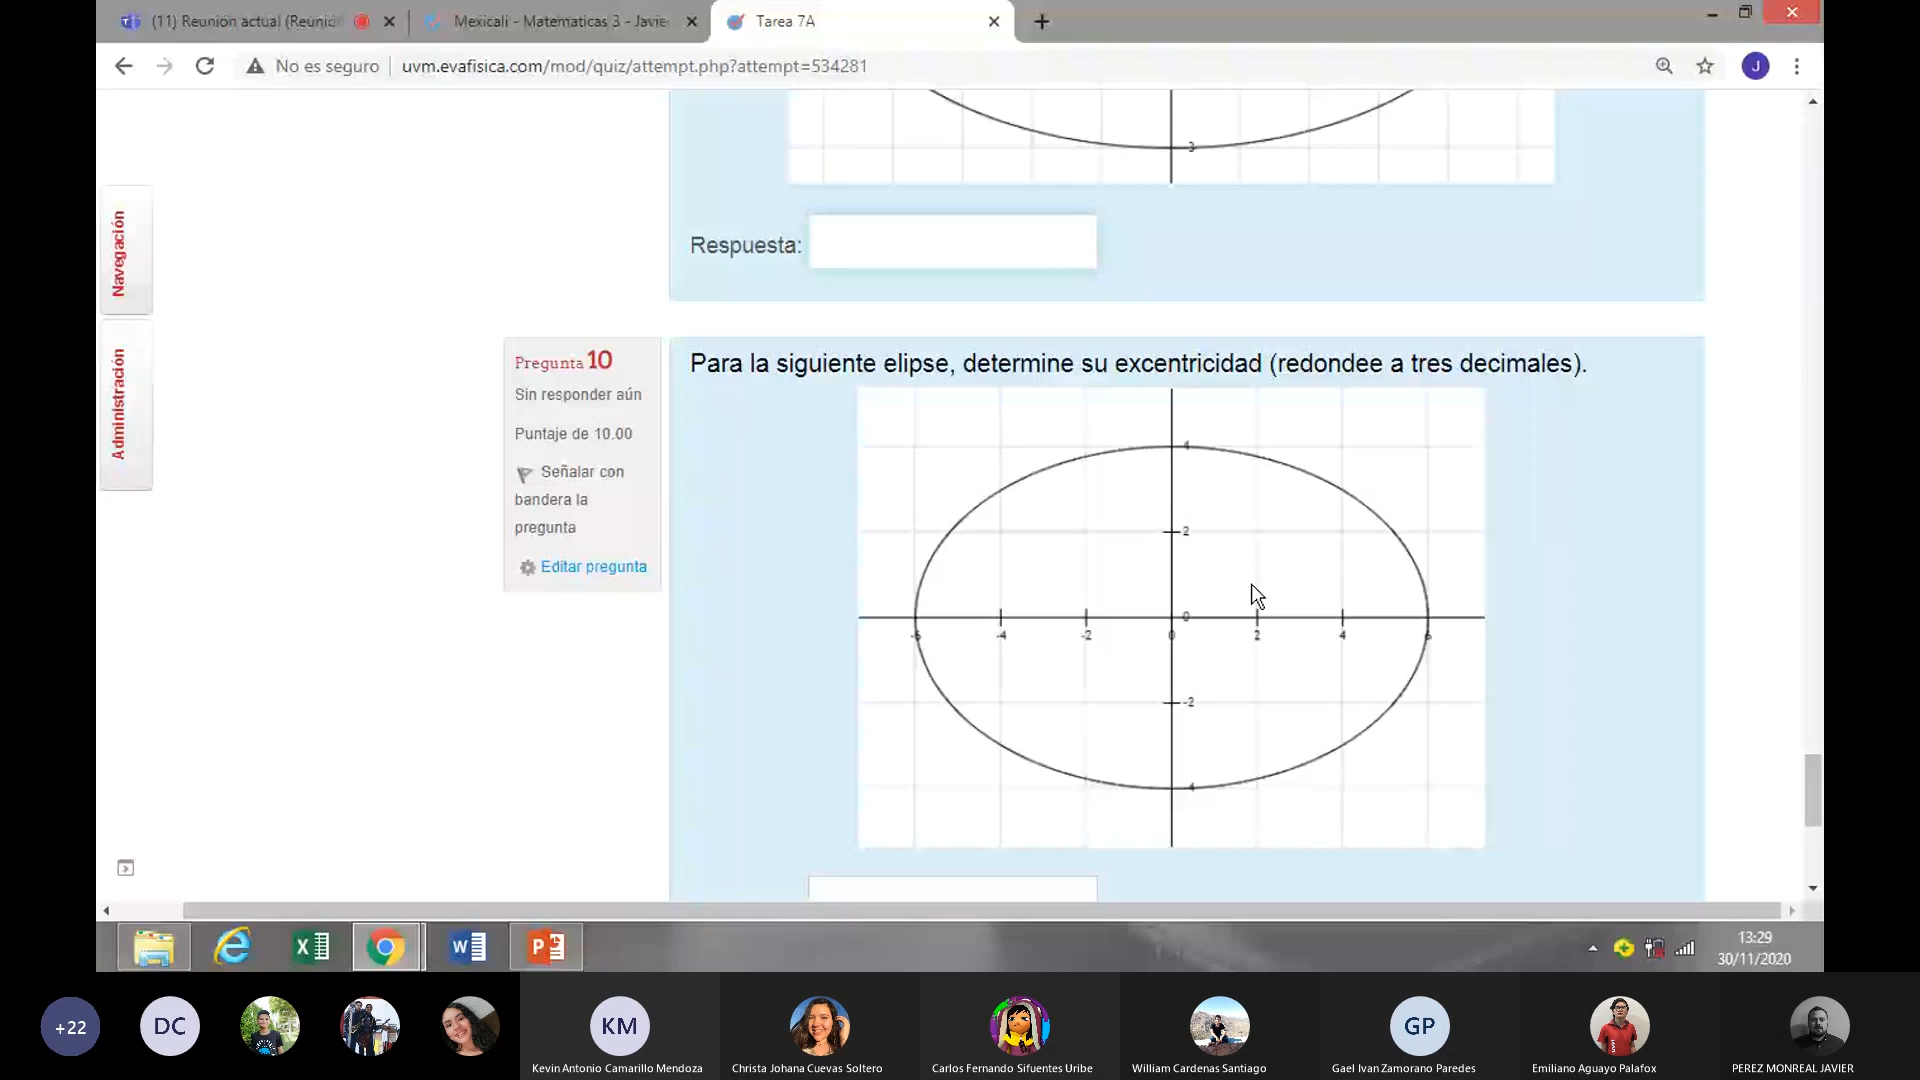 (11) Reunión actual (Reunió
Mexicali - Matematicas 3 - Javie
Tarea 7A
No es seguro
uvm.evafisica.com/mod/quiz/attempt.php?attempt=534281
J
3
Navegación
Respuesta:
Administración
Pregunta 10
Sin responder aún
Puntaje de 10.00
Señalar con
bandera la
pregunta
Editar pregunta
Para la siguiente elipse, determine su excentricidad (redondee a tres decimales).
4
2
0
-6 -4 -2 0 2 4 6
-2
-4
13:29
30/11/2020
+22
DC
KM
GP
Kevin Antonio Camarillo Mendoza
Christa Johana Cuevas Soltero
Carlos Fernando Sifuentes Uribe
William Cardenas Santiago
Gael Ivan Zamorano Paredes
Emiliano Aguayo Palafox
PEREZ MONREAL JAVIER